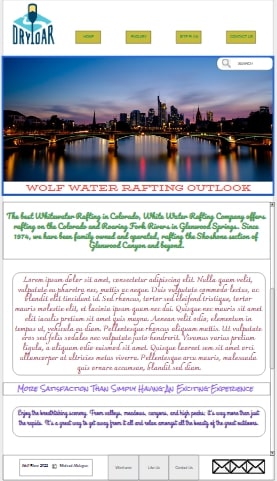 DRYOAR
HOME
SEARCH
WOLF WATER RAFTING OUTLOOK
The best Whitewater Rafting in Colorado, White Water Rafting Company offers
rafting on the Colorado and Roaring Fork Rivers in Glenwood Springs. Since
1974, we have been family owned and operated, rafting the Shoshone section of
Glenwood Canyon and beyond.
Lorem ipsum dolor sit amet, consectetur adipiscing elit. Nulla quam velit,
vulputate eu pharetra nec, mattis ac neque. Duis vulputate commodo lectus, ac
blandit elit tincidunt id. Sed rhoncus, tortor sed eleifend tristique, tortor
mauris molestie elit, et lacinia ipsum quam nec dui. Quisque nec mauris sit amet
elit iaculis pretium sit amet quis magna. Aenean velit odio, elementum in
tempus ut, vehicula eu diam. Pellentesque rhoncus aliquam mattis. Ut vulputate
eros sed felis sodales nec vulputate justo hendrerit. Vivamus varius pretium
ligula, a aliquam odio euismod sit amet. Quisque laoreet sem sit amet orci
ullamcorper at ultricies metus viverra. Pellentesque arcu mauris, malesuada
quis ornare accumsan, blandit sed diam.
MORE SATISFACTION THAN SIMPLY HAVING AN EXCITING EXPERIENCE
Enjoy the breathtaking scenery. From valleys, meadows, canyons, and high peaks; it's way more than just
the rapids. It's a great way to get away from it all and relax amongst all the beauty of the great outdoors.
2022 ©
Like Us
Contact Us